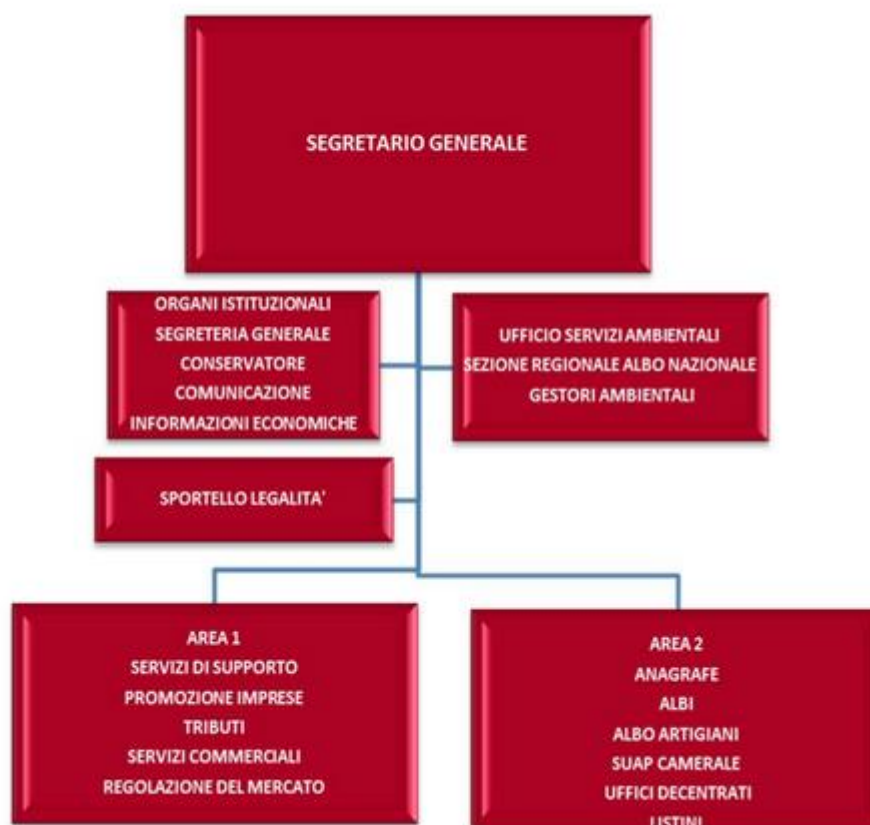 SEGRETARIO GENERALE
ORGANI ISTITUZIONALI
SEGRETERIA GENERALE
CONSERVATORE
COMUNICAZIONE
INFORMAZIONI ECONOMICHE
UFFICIO SERVIZI AMBIENTALI
SEZIONE REGIONALE ALBO NAZIONALE
GESTORI AMBIENTALI
SPORTELLO LEGALITA'
AREA 1
SERVIZI DI SUPPORTO
PROMOZIONE IMPRESE
TRIBUTI
SERVIZI COMMERCIALI
REGOLAZIONE DEL MERCATO
AREA 2
ANAGRAFE
ALBI
ALBO ARTIGIANI
SUAP CAMERALE
UFFICI DECENTRATI
LISTINI